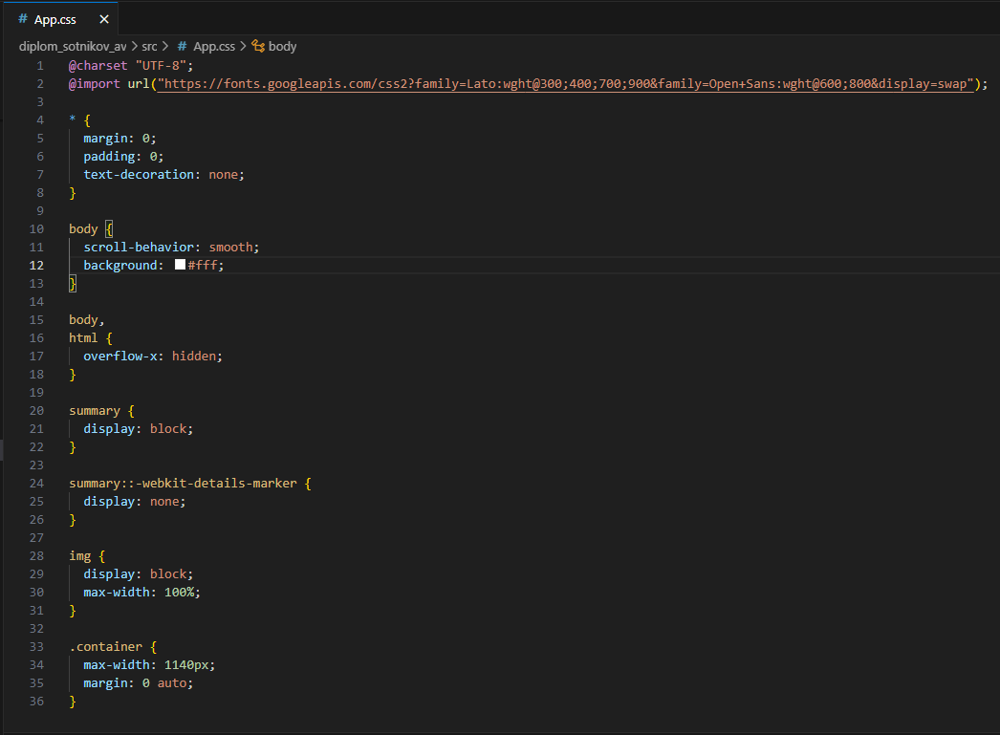 # App.css ×
diplom_sotnikov_av > src > # App.css > body
1 @charset "UTF-8";
2 @import url("https://fonts.googleapis.com/css2?family=Lato:wght@300;400;700;900&family=Open+Sans:wght@600;800&display=swap");
3
4 * {
5   margin: 0;
6   padding: 0;
7   text-decoration: none;
8 }
9
10 body {
11   scroll-behavior: smooth;
12   background: #fff;
13 }
14
15 body,
16 html {
17   overflow-x: hidden;
18 }
19
20 summary {
21   display: block;
22 }
23
24 summary::-webkit-details-marker {
25   display: none;
26 }
27
28 img {
29   display: block;
30   max-width: 100%;
31 }
32
33 .container {
34   max-width: 1140px;
35   margin: 0 auto;
36 }